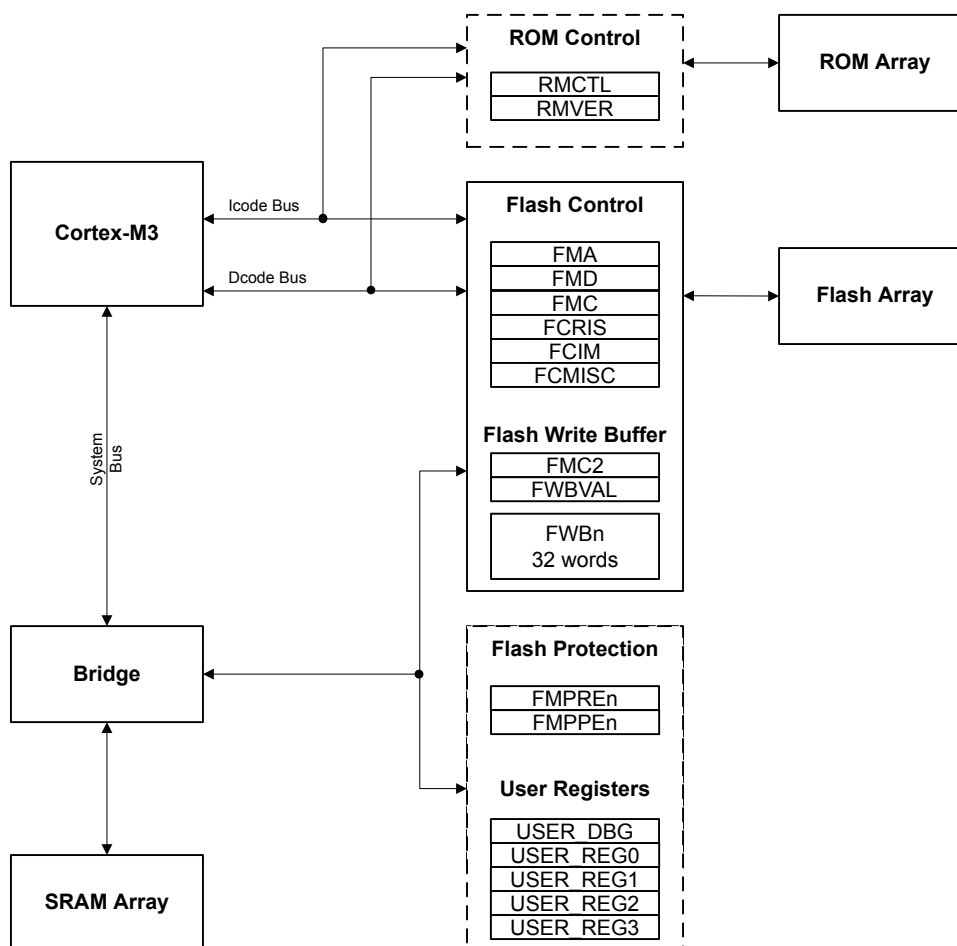 ROM Control
RMCTL
RMVER
ROM Array
Cortex-M3
Icode Bus
Dcode Bus
Flash Control
FMA
FMD
FMC
FCRIS
FCIM
FCMISC
Flash Array
System
Bus
Flash Write Buffer
FMC2
FWBVAL
FWBn
32 words
Bridge
Flash Protection
FMPREn
FMPPEn
User Registers
USER_DBG
USER_REG0
USER_REG1
USER_REG2
USER_REG3
SRAM Array